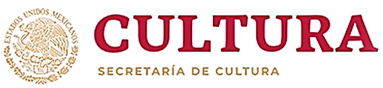 ESTADOS UNIDOS MEXICANOS
CULTURA
SECRETARÍA DE CULTURA